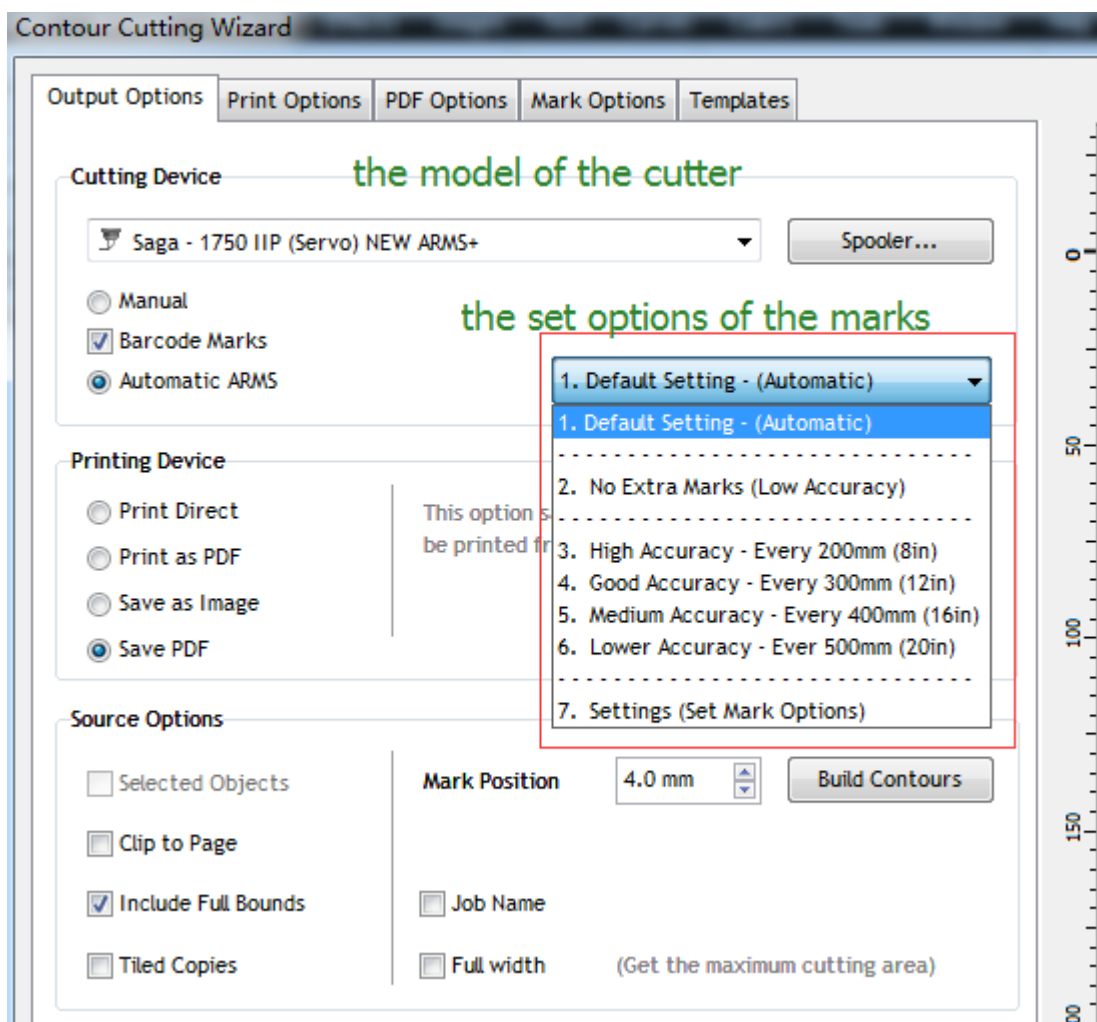 Contour Cutting Wizard
Output Options Print Options PDF Options Mark Options Templates
the model of the cutter
Cutting Device
Saga - 1750 IIP (Servo) NEW ARMS+ Spooler...
Manual
the set options of the marks
Barcode Marks
Automatic ARMS
1. Default Setting - (Automatic)
1. Default Setting - (Automatic)
- - - - - - - - - - - - - - - - - - - - - - - - - - - - - -
2. No Extra Marks (Low Accuracy)
- - - - - - - - - - - - - - - - - - - - - - - - - - - - - -
3. High Accuracy - Every 200mm (8in)
4. Good Accuracy - Every 300mm (12in)
5. Medium Accuracy - Every 400mm (16in)
6. Lower Accuracy - Ever 500mm (20in)
- - - - - - - - - - - - - - - - - - - - - - - - - - - - - -
7. Settings (Set Mark Options)
Printing Device
Print Direct
Print as PDF
Save as Image
Save PDF
This option
be printed
Source Options
Selected Objects
Clip to Page
Include Full Bounds
Tiled Copies
Mark Position 4.0 mm Build Contours
Job Name
Full width (Get the maximum cutting area)
0
50
100
150